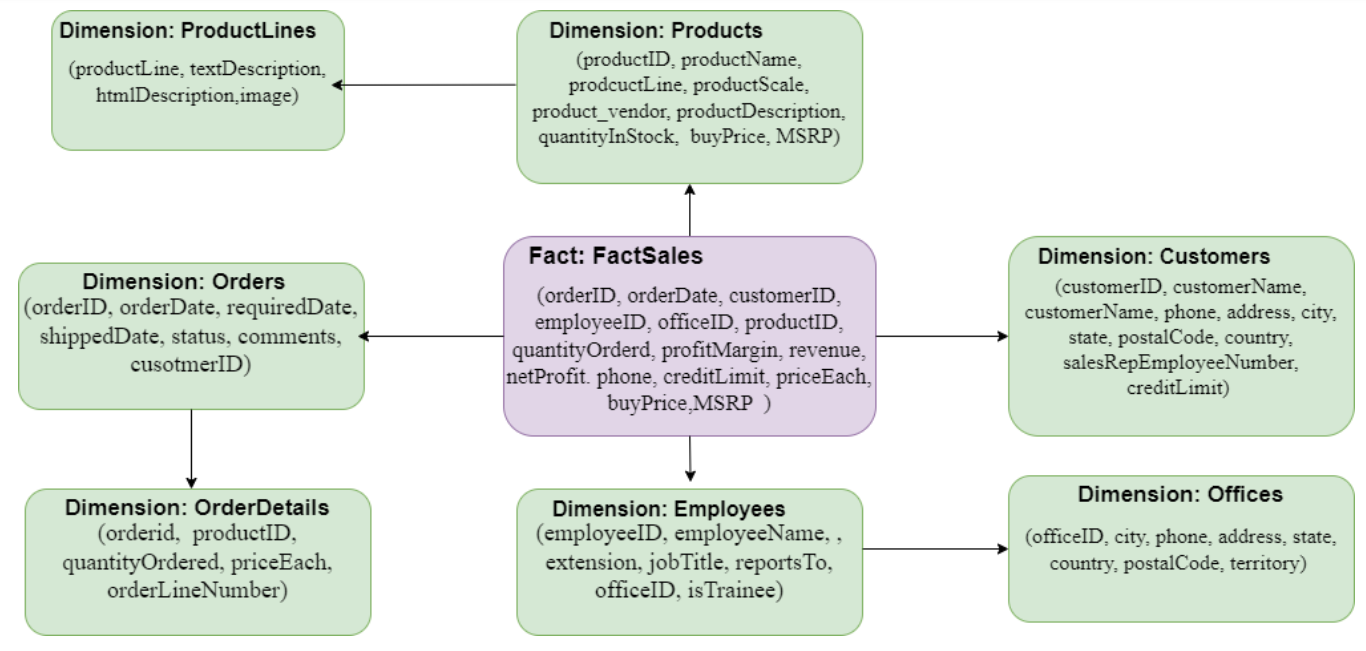 Dimension: ProductLines
(productLine, textDescription,
htmlDescription,image)
Dimension: Products
(productID, productName,
prodcuctLine, productScale,
product_vendor, productDescription,
quantityInStock, buyPrice, MSRP)
Dimension: Orders
(orderID, orderDate, requiredDate,
shippedDate, status, comments,
cusotmerID)
Fact: FactSales
(orderID, orderDate, customerID,
employeeID, officeID, productID,
quantityOrderd, profitMargin, revenue,
netProfit. phone, creditLimit, priceEach,
buyPrice,MSRP )
Dimension: Customers
(customerID, customerName,
customerName, phone, address, city,
state, postalCode, country,
salesRepEmployeeNumber,
creditLimit)
Dimension: OrderDetails
(orderid, productID,
quantityOrdered, priceEach,
orderLineNumber)
Dimension: Employees
(employeeID, employeeName, ,
extension, jobTitle, reportsTo,
officeID, isTrainee)
Dimension: Offices
(officeID, city, phone, address, state,
country, postalCode, territory)